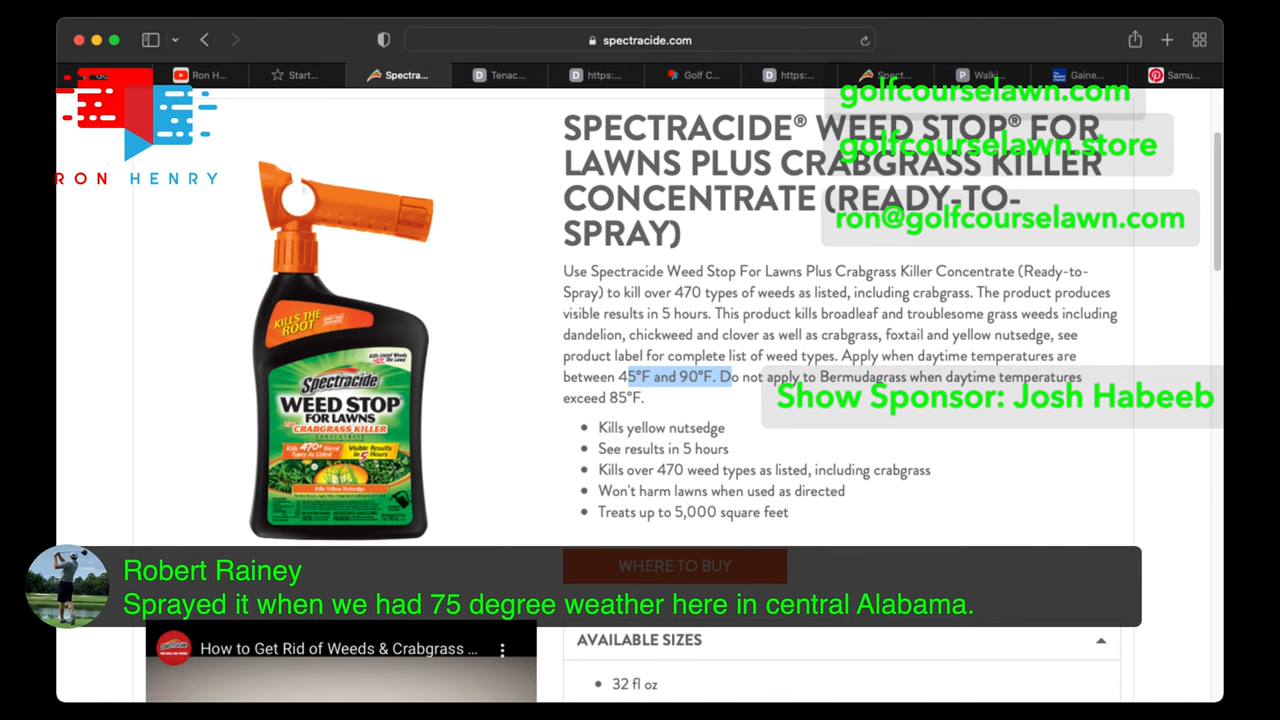 spectracide.com
Ron H...
Start...
Spectra...
Tenac...
https:...
Golf C...
https:...
Spect...
Walki...
Gaine...
Samu...
RON HENRY
golfcourselawn.com
golfcourselawn.store
ron@golfcourselawn.com
SPECTRACIDE® WEED STOP® FOR
LAWNS PLUS CRABGRASS KILLER
CONCENTRATE (READY-TO-
SPRAY)
Use Spectracide Weed Stop For Lawns Plus Crabgrass Killer Concentrate (Ready-to-
Spray) to kill over 470 types of weeds as listed, including crabgrass. The product produces
visible results in 5 hours. This product kills broadleaf and troublesome grass weeds including
dandelion, chickweed and clover as well as crabgrass, foxtail and yellow nutsedge, see
product label for complete list of weed types. Apply when daytime temperatures are
between 45°F and 90°F. Do not apply to Bermudagrass when daytime temperatures
exceed 85°F.
Show Sponsor: Josh Habeeb
Kills yellow nutsedge
See results in 5 hours
Kills over 470 weed types as listed, including crabgrass
Won't harm lawns when used as directed
Treats up to 5,000 square feet
KILLS THE
ROOT
Spectracide
WEED STOP
FOR LAWNS
CRABGRASS KILLER
CONCENTRATE
Kills Yellow Nutsedge
WHERE TO BUY
Robert Rainey
Sprayed it when we had 75 degree weather here in central Alabama.
How to Get Rid of Weeds & Crabgrass ...
AVAILABLE SIZES
32 fl oz